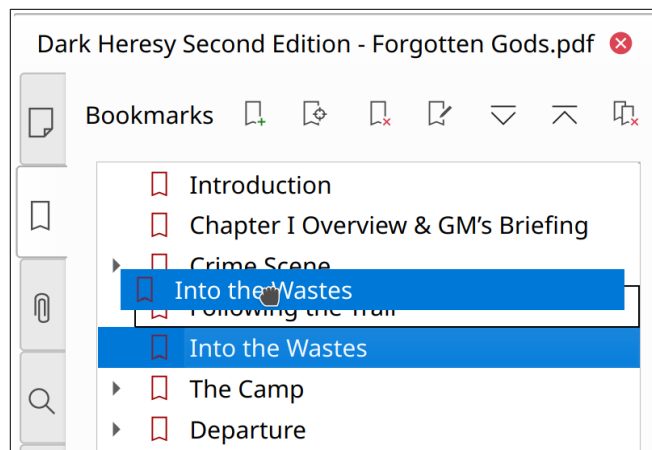 Dark Heresy Second Edition - Forgotten Gods.pdf
Bookmarks
Introduction
Chapter I Overview & GM’s Briefing
Crime Scene
Into the Wastes
Following the Trail
Into the Wastes
The Camp
Departure